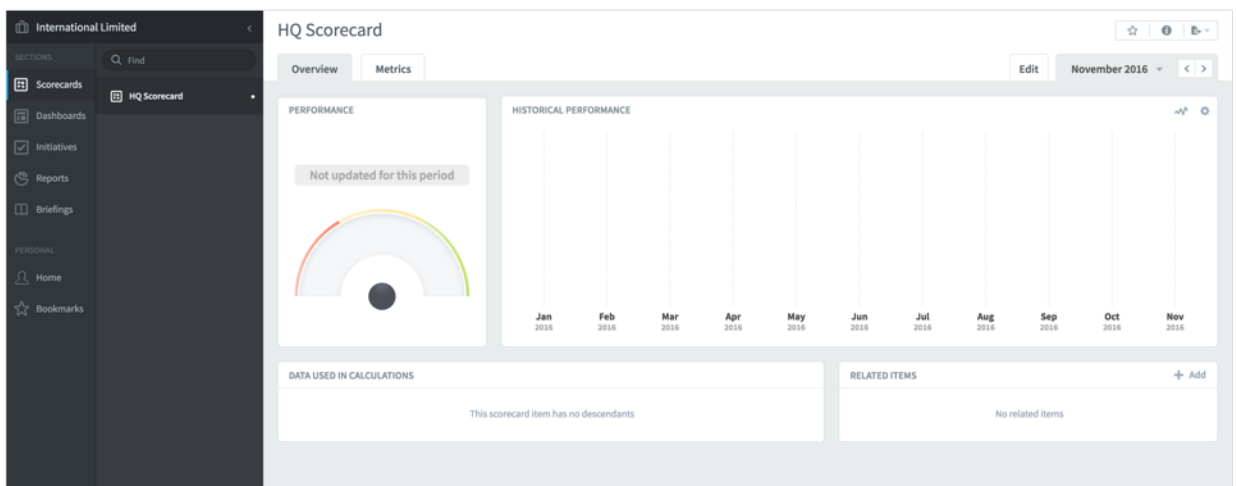 International Limited
SECTIONS
Scorecards
Dashboards
Initiatives
Reports
Briefings
PERSONAL
Home
Bookmarks
Find
HQ Scorecard
HQ Scorecard
Overview
Metrics
Edit
November 2016
PERFORMANCE
Not updated for this period
HISTORICAL PERFORMANCE
Jan Feb Mar Apr May Jun Jul Aug Sep Oct Nov
2016 2016 2016 2016 2016 2016 2016 2016 2016 2016 2016
DATA USED IN CALCULATIONS
This scorecard item has no descendants
RELATED ITEMS
+ Add
No related items